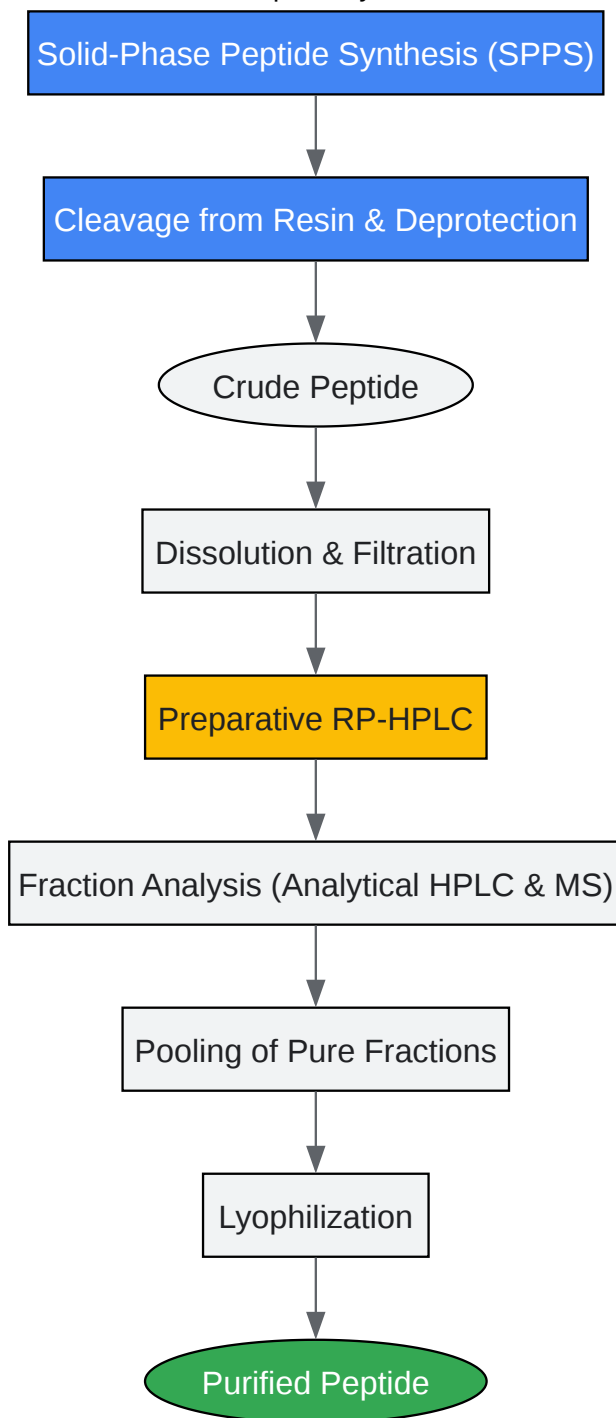 Solid-Phase Peptide Synthesis (SPPS)
Cleavage from Resin & Deprotection
Crude Peptide
Dissolution & Filtration
Preparative RP-HPLC
Fraction Analysis (Analytical HPLC & MS)
Pooling of Pure Fractions
Lyophilization
Purified Peptide